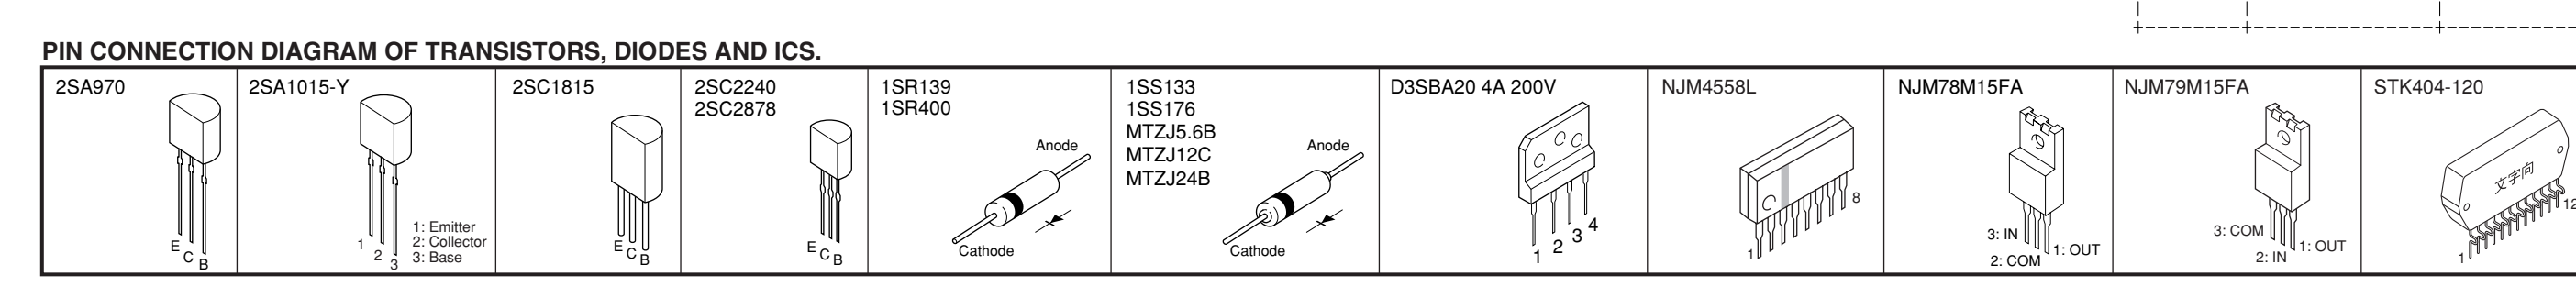 PIN CONNECTION DIAGRAM OF TRANSISTORS, DIODES AND ICS.
2SA970
E
C
B
2SA1015-Y
1
2
3
1: Emitter
2: Collector
3: Base
2SC1815
E
C
B
2SC2240
2SC2878
E
C
B
1SR139
1SR400
Anode
Cathode
1SS133
1SS176
MTZJ5.6B
MTZJ12C
MTZJ24B
Anode
Cathode
D3SBA20 4A 200V
1
2
3
4
NJM4558L
8
1
NJM78M15FA
3: IN
1: OUT
2: COM
NJM79M15FA
3: COM
1: OUT
2: IN
STK404-120
文字向
12
1